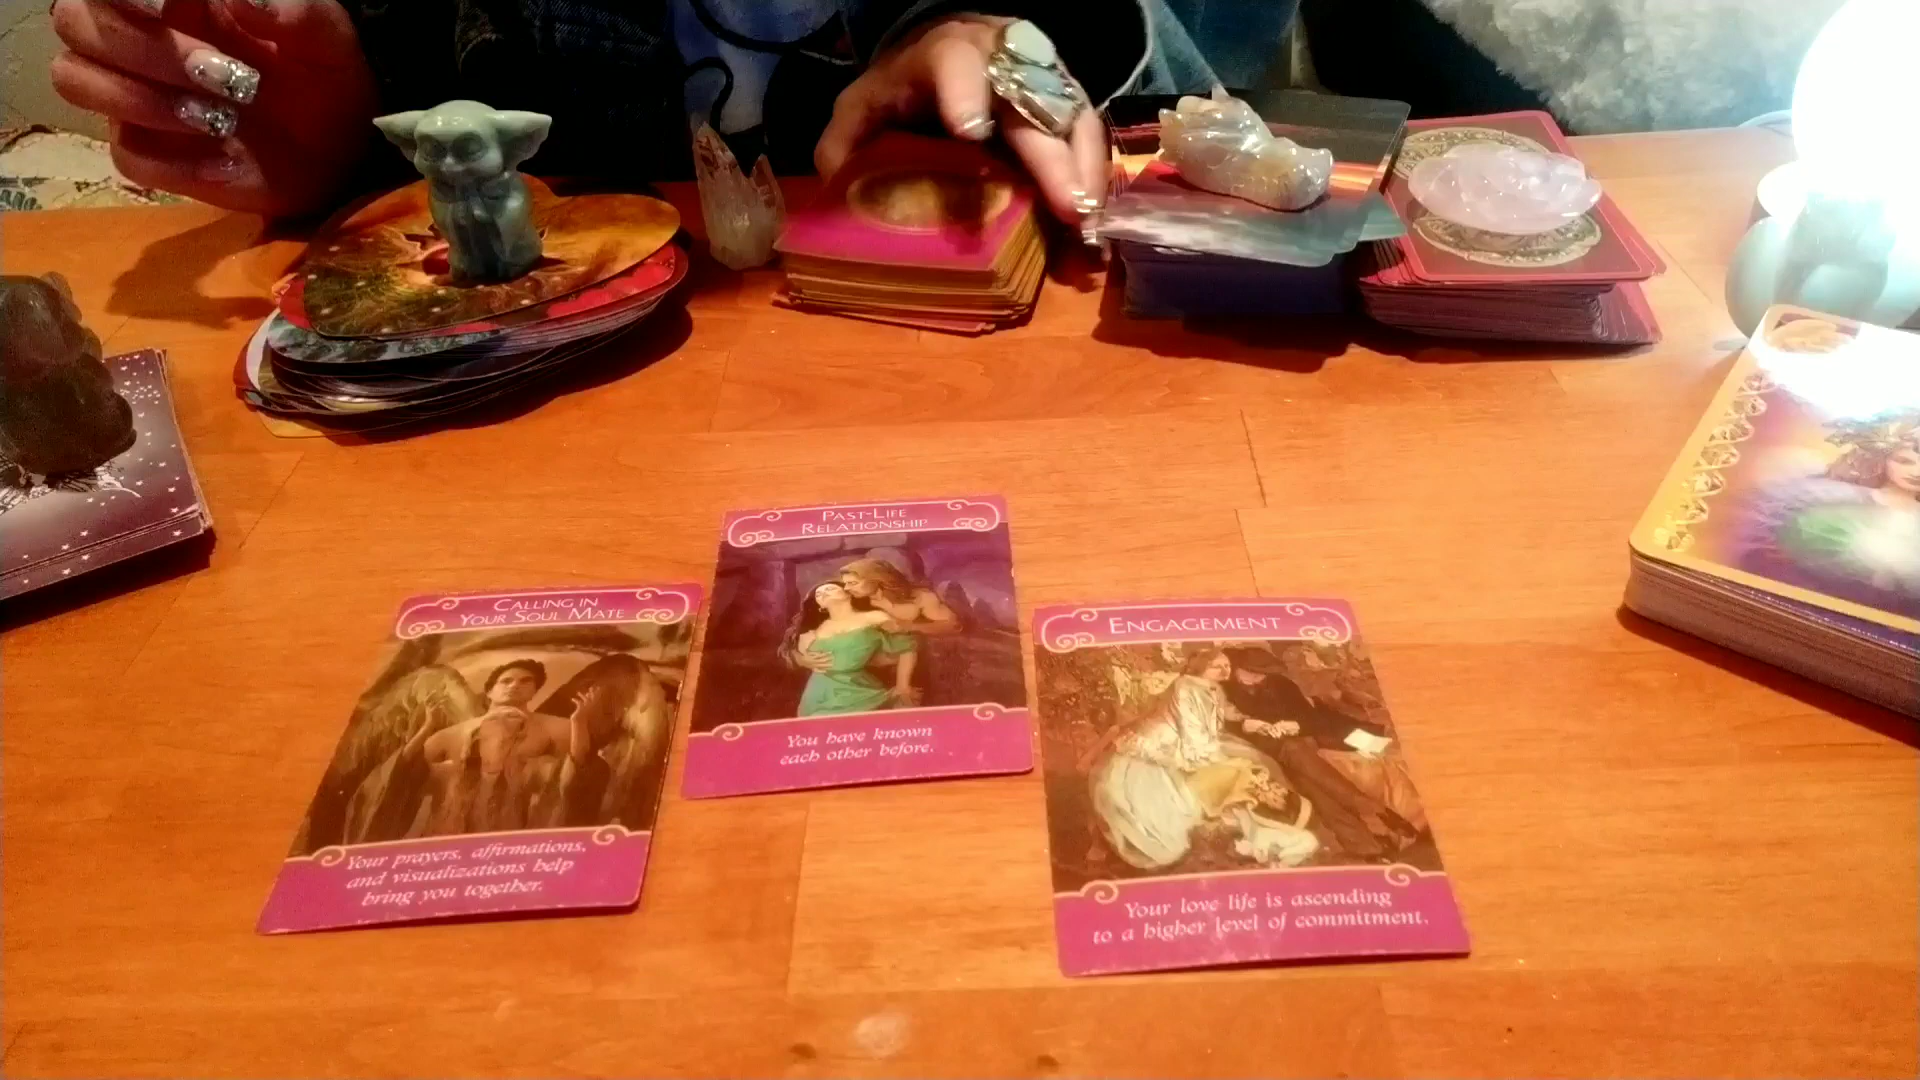 CALLING IN
YOUR SOUL MATE
Your prayers, affirmations,
and visualizations help
bring you together.
PAST-LIFE
RELATIONSHIP
You have known
each other before.
ENGAGEMENT
Your love life is ascending
to a higher level of commitment.